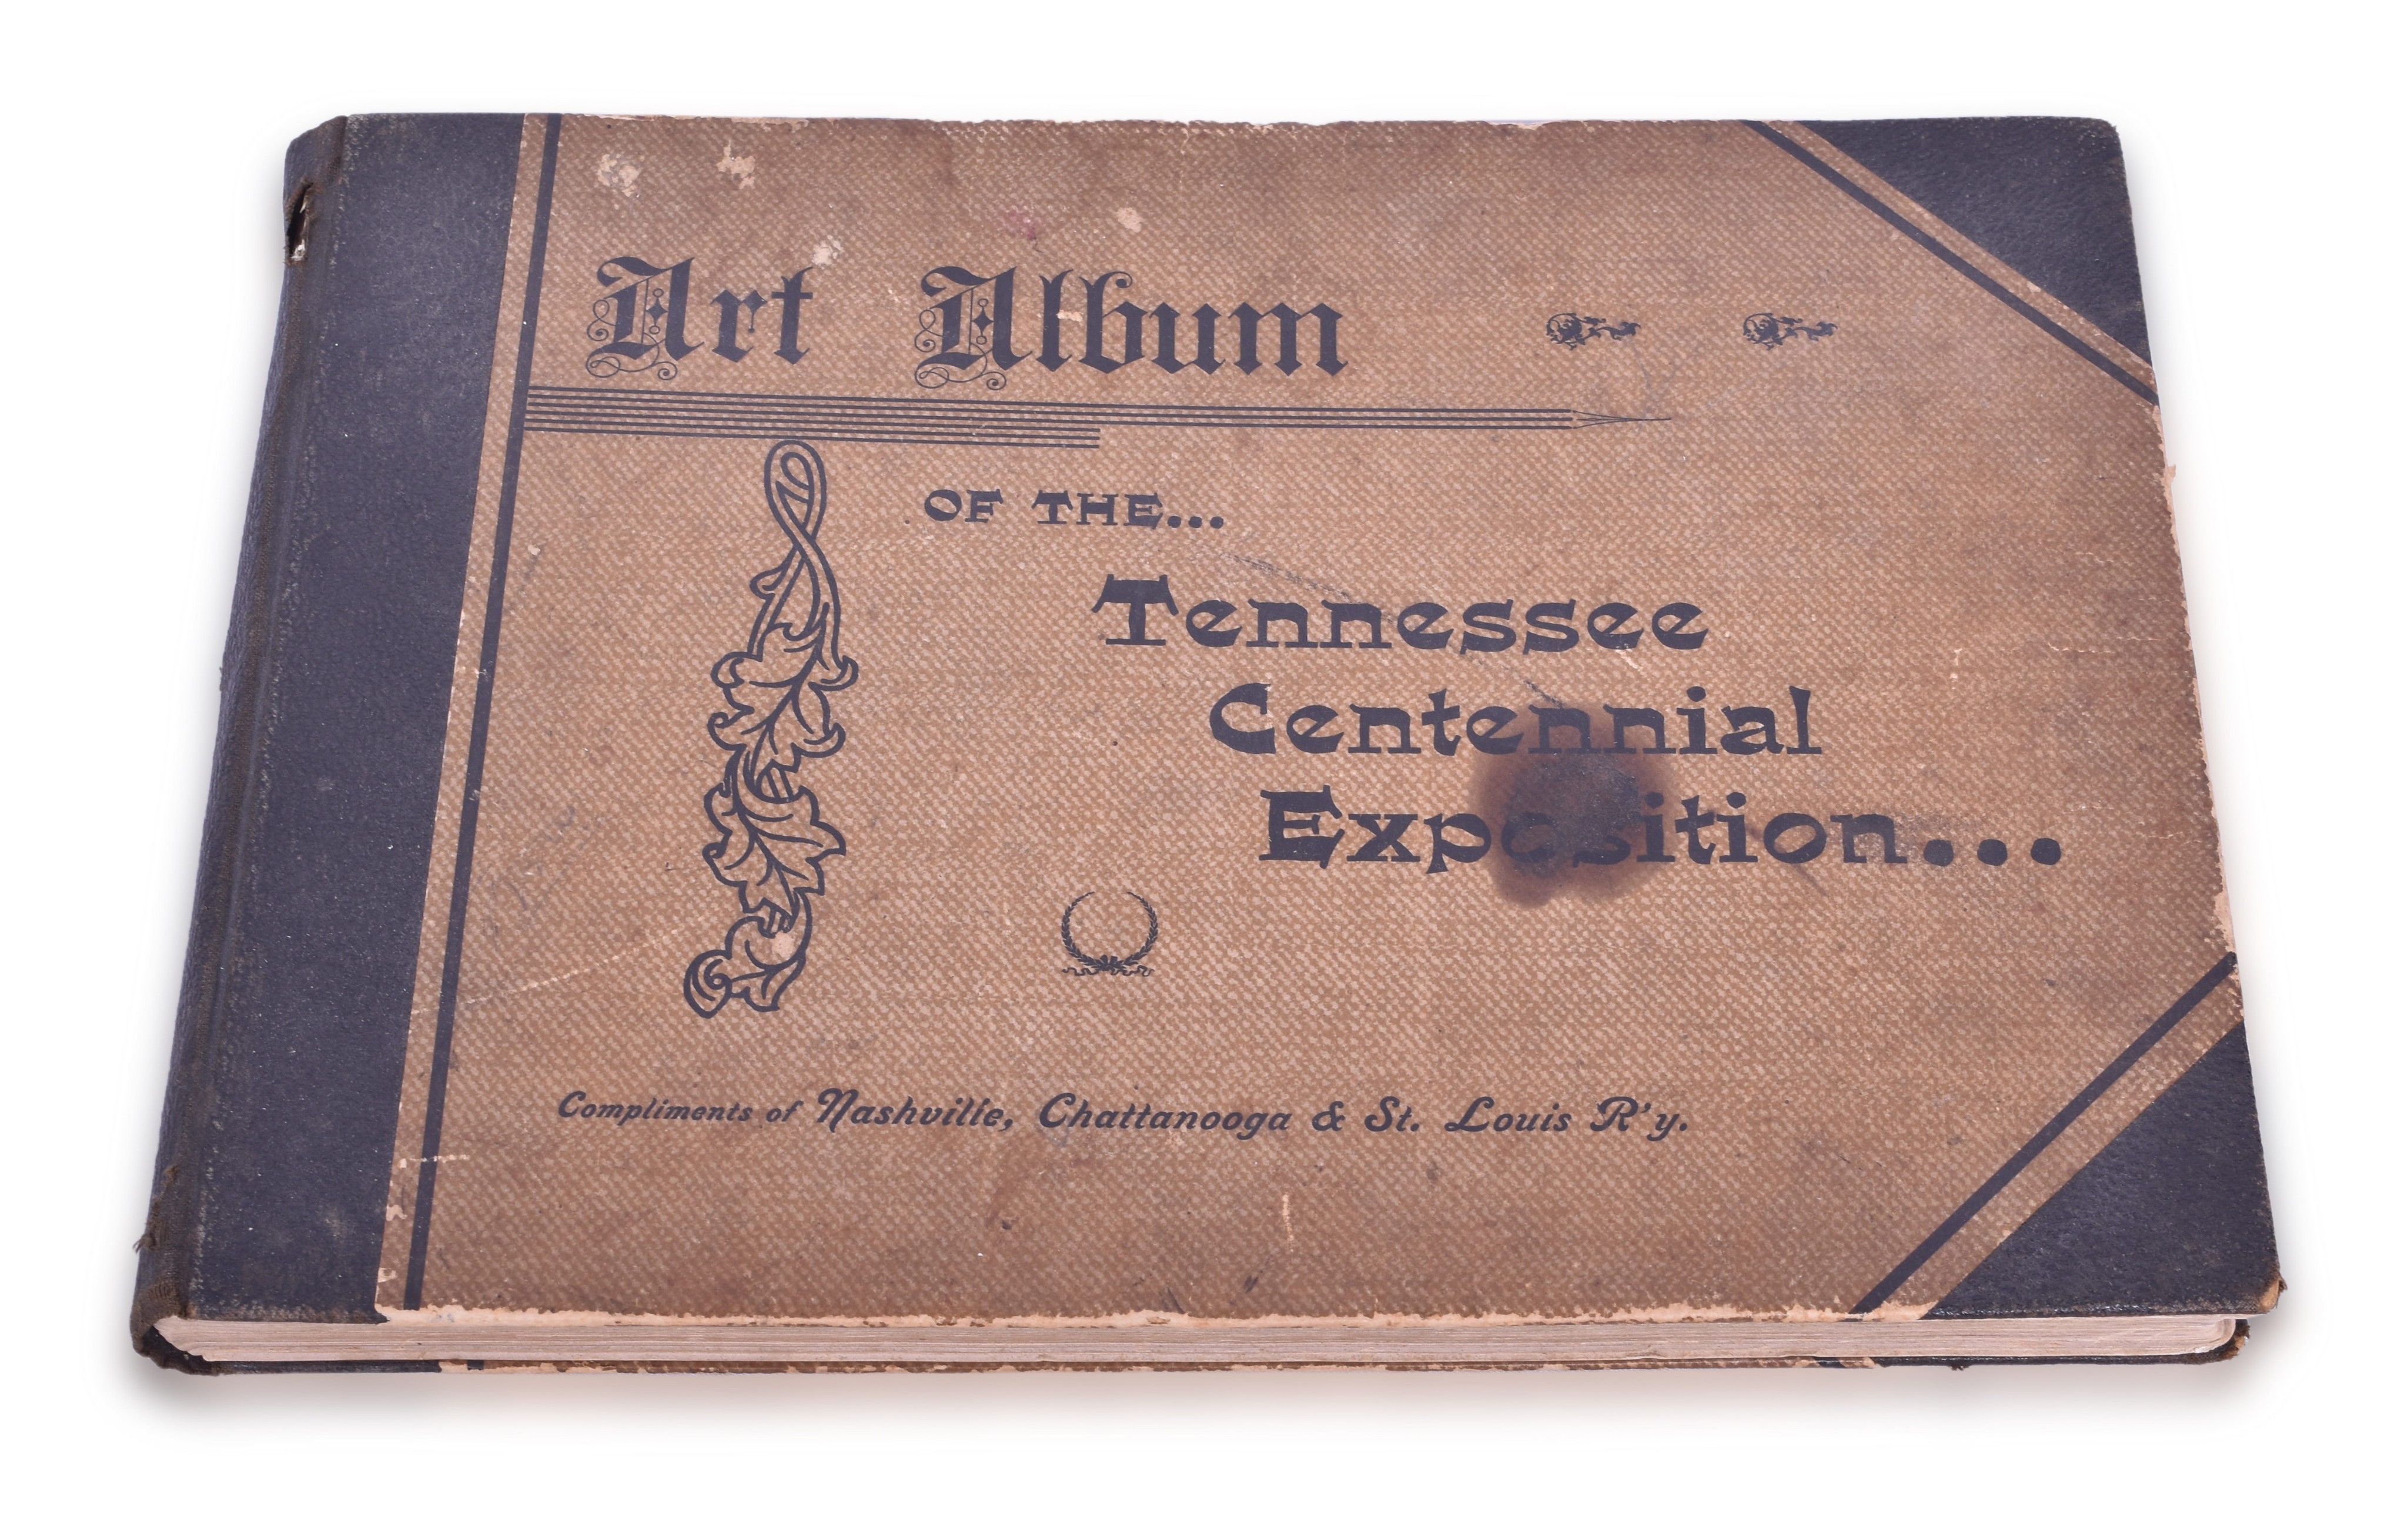 Art Album
OF THE...
Tennessee
Centennial
Exposition...
Compliments of Nashville, Chattanooga & St. Louis R'y.